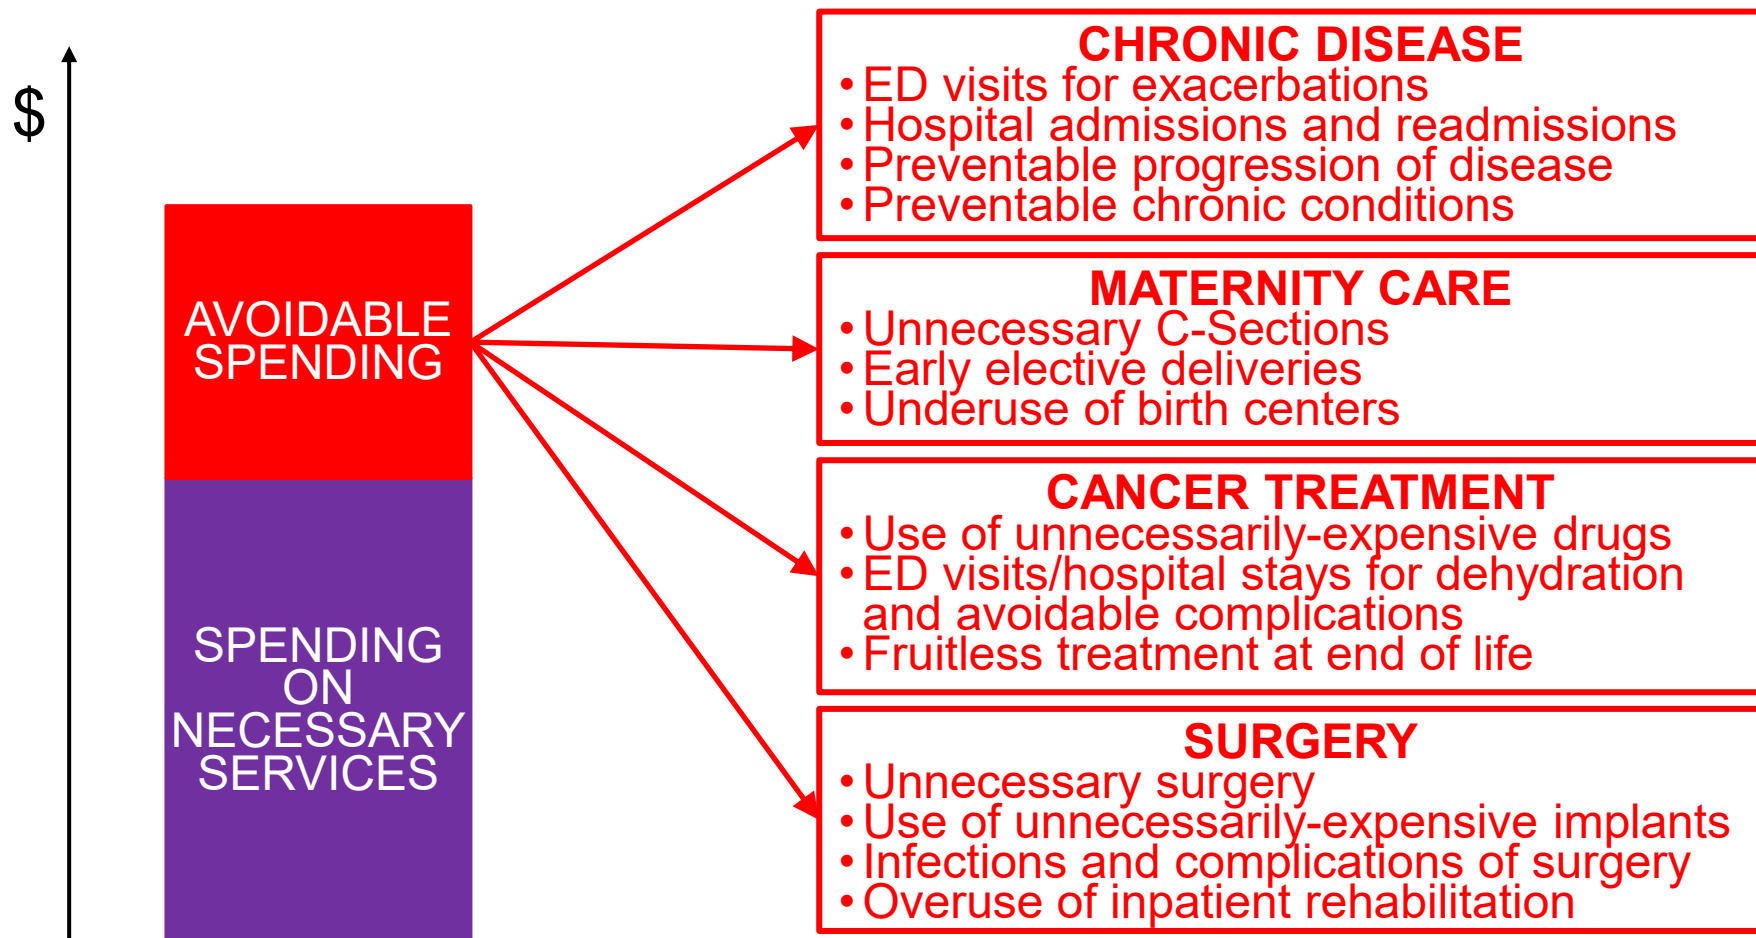 $
AVOIDABLE
SPENDING
SPENDING
ON
NECESSARY
SERVICES
CHRONIC DISEASE
• ED visits for exacerbations
• Hospital admissions and readmissions
• Preventable progression of disease
• Preventable chronic conditions
MATERNITY CARE
• Unnecessary C-Sections
• Early elective deliveries
• Underuse of birth centers
CANCER TREATMENT
• Use of unnecessarily-expensive drugs
• ED visits/hospital stays for dehydration
and avoidable complications
• Fruitless treatment at end of life
SURGERY
• Unnecessary surgery
• Use of unnecessarily-expensive implants
• Infections and complications of surgery
• Overuse of inpatient rehabilitation